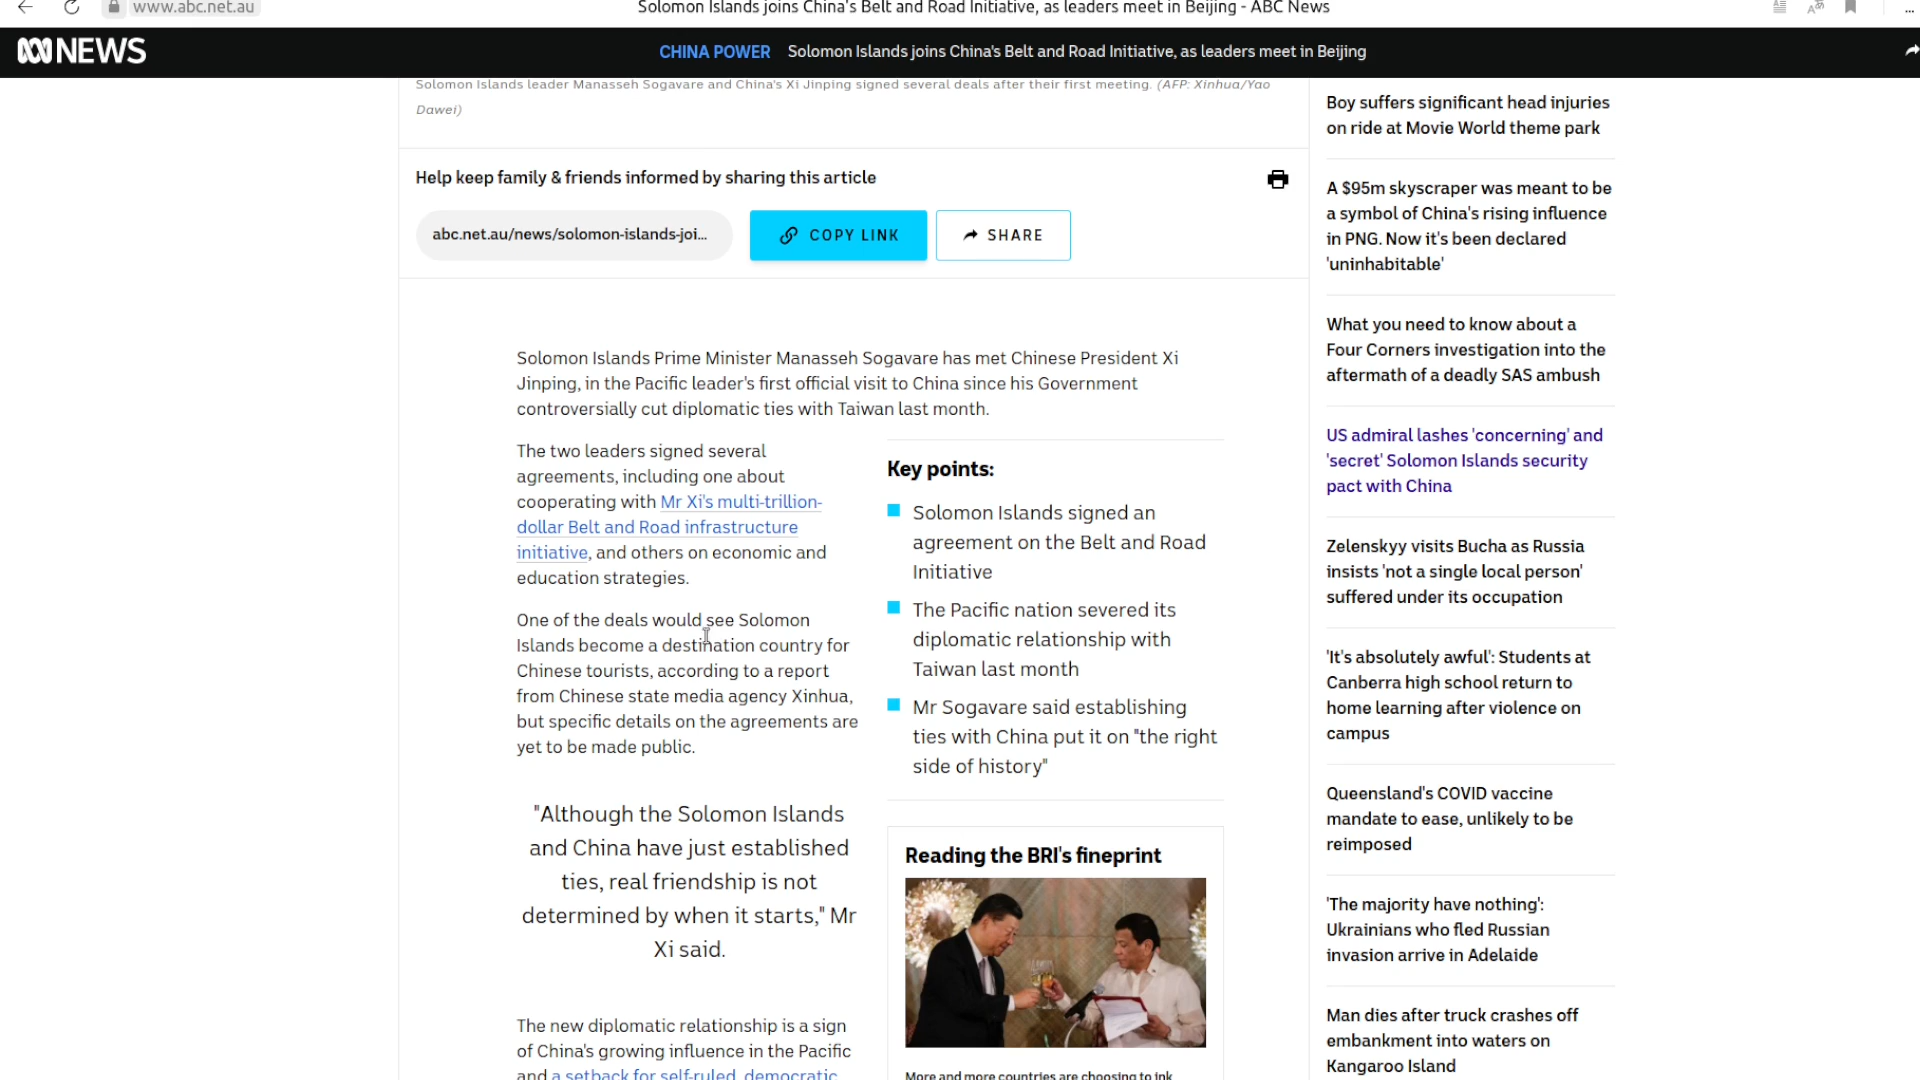 www.abc.net.au
Solomon Islands joins China's Belt and Road Initiative, as leaders meet in Beijing - ABC News
NEWS
CHINA POWER Solomon Islands joins China's Belt and Road Initiative, as leaders meet in Beijing
Solomon Islands leader Manasseh Sogavare and China's Xi Jinping signed several deals after their first meeting. (AFP: Xinhua/Yao
Dawei)
Help keep family & friends informed by sharing this article
abc.net.au/news/solomon-islands-joi...
COPY LINK
SHARE
Solomon Islands Prime Minister Manasseh Sogavare has met Chinese President Xi
Jinping, in the Pacific leader's first official visit to China since his Government
controversially cut diplomatic ties with Taiwan last month.
The two leaders signed several
agreements, including one about
cooperating with Mr Xi's multi-trillion-
dollar Belt and Road infrastructure
initiative, and others on economic and
education strategies.
One of the deals would see Solomon
Islands become a destination country for
Chinese tourists, according to a report
from Chinese state media agency Xinhua,
but specific details on the agreements are
yet to be made public.
"Although the Solomon Islands
and China have just established
ties, real friendship is not
determined by when it starts," Mr
Xi said.
The new diplomatic relationship is a sign
of China's growing influence in the Pacific
and a setback for self-ruled, democratic
Key points:
Solomon Islands signed an
agreement on the Belt and Road
Initiative
The Pacific nation severed its
diplomatic relationship with
Taiwan last month
Mr Sogavare said establishing
ties with China put it on "the right
side of history"
Reading the BRI's fineprint
More and more countries are choosing to ink
Boy suffers significant head injuries
on ride at Movie World theme park
A $95m skyscraper was meant to be
a symbol of China's rising influence
in PNG. Now it's been declared
'uninhabitable'
What you need to know about a
Four Corners investigation into the
aftermath of a deadly SAS ambush
US admiral lashes 'concerning' and
'secret' Solomon Islands security
pact with China
Zelenskyy visits Bucha as Russia
insists 'not a single local person'
suffered under its occupation
'It's absolutely awful': Students at
Canberra high school return to
home learning after violence on
campus
Queensland's COVID vaccine
mandate to ease, unlikely to be
reimposed
'The majority have nothing':
Ukrainians who fled Russian
invasion arrive in Adelaide
Man dies after truck crashes off
embankment into waters on
Kangaroo Island